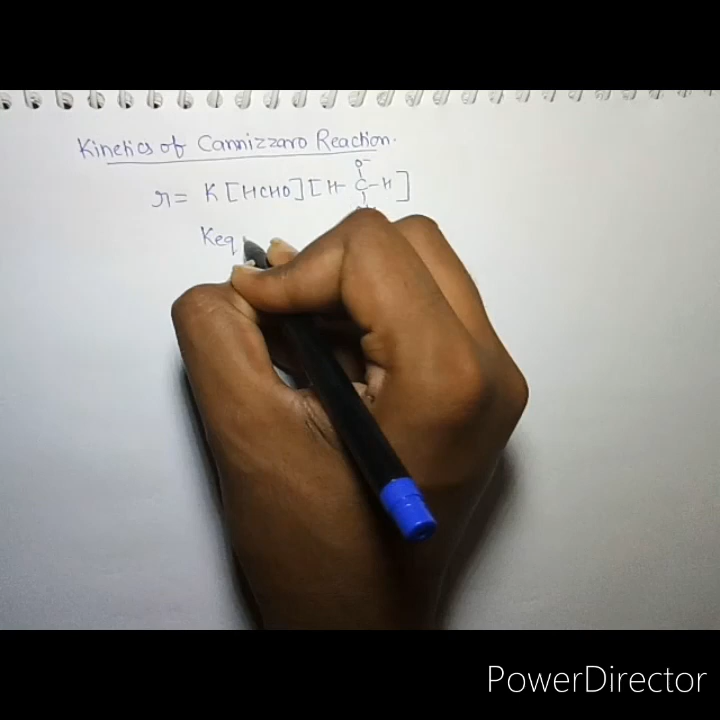 Kinetics of Cannizzaro Reaction.
O⁻
r = K [HCHO] [H-C-H]
Keq
PowerDirector